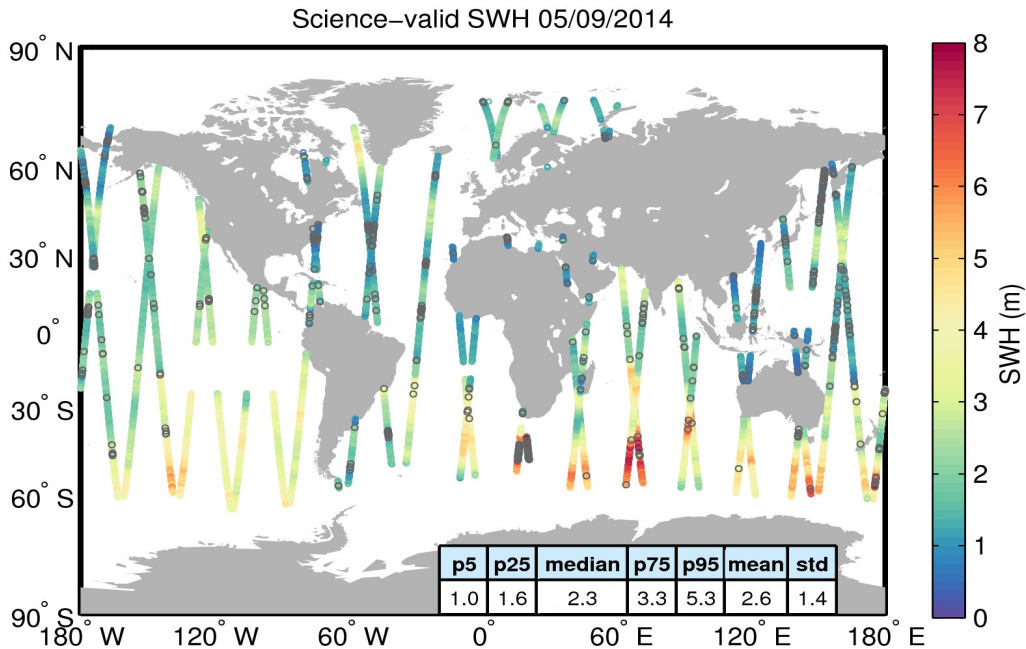 Science−valid SWH 05/09/2014
90° N
60° N
30° N
0°
30° S
60° S
90° S
180° W
120° W
60° W
0°
60° E
120° E
180° E
p5 p25 median p75 p95 mean std
1.0 1.6 2.3 3.3 5.3 2.6 1.4
8
7
6
5
4
3
2
1
0
SWH (m)